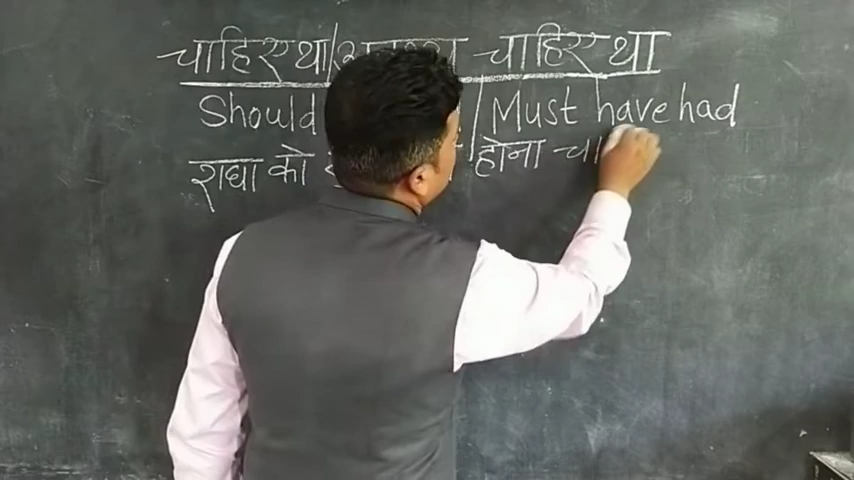 चाहिए था/ चाहिए था
Should / Must have had
राधा को होना चा